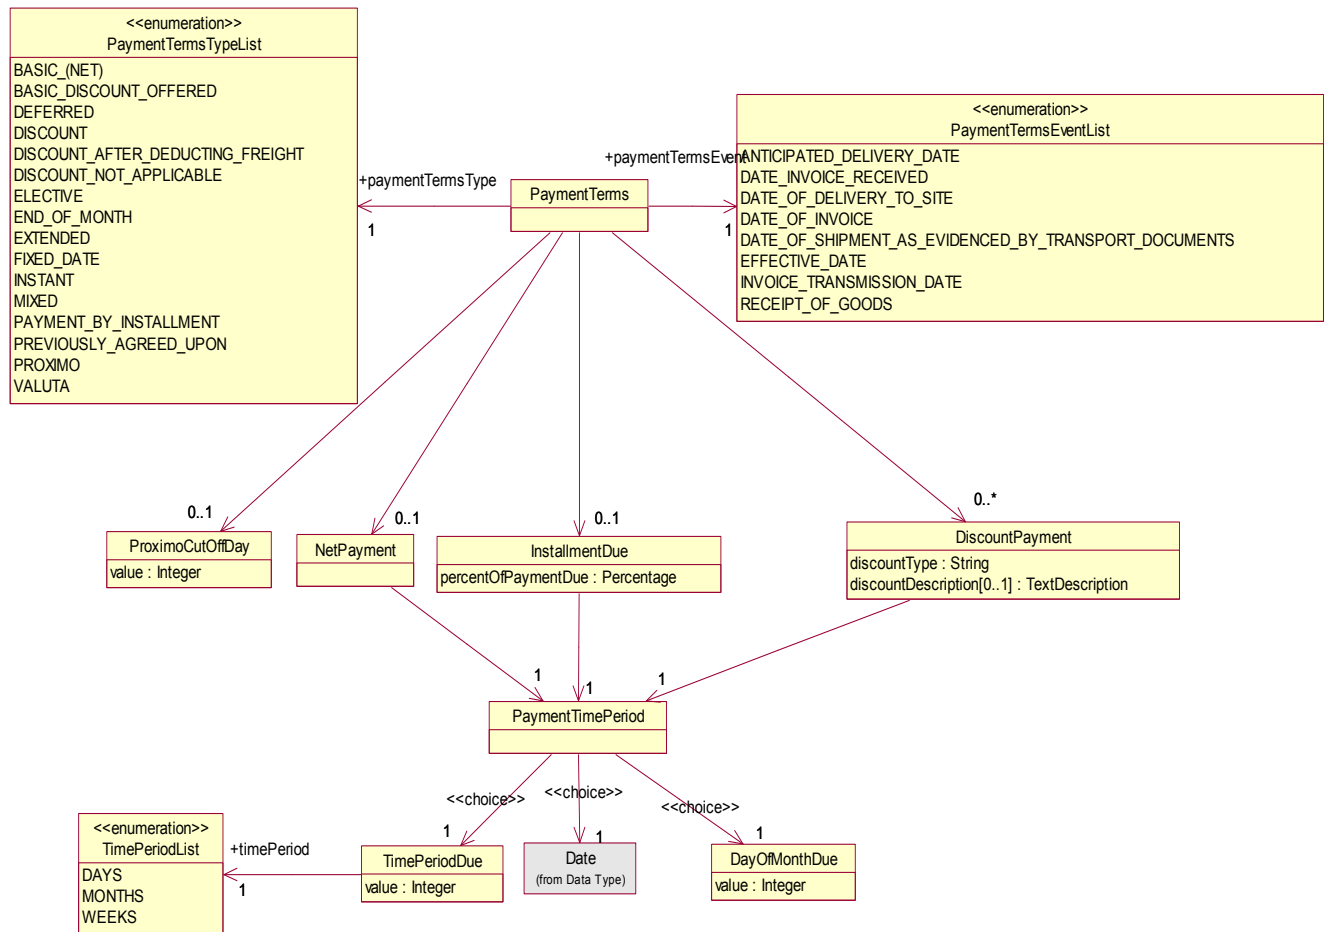 <<enumeration>>
PaymentTermsTypeList
BASIC_(NET)
BASIC_DISCOUNT_OFFERED
DEFERRED
DISCOUNT
DISCOUNT_AFTER_DEDUCTING_FREIGHT
DISCOUNT_NOT_APPLICABLE
ELECTIVE
END_OF_MONTH
EXTENDED
FIXED_DATE
INSTANT
MIXED
PAYMENT_BY_INSTALLMENT
PREVIOUSLY_AGREED_UPON
PROXIMO
VALUTA
+paymentTermsType
1
PaymentTerms
+paymentTermsEvent
1
<<enumeration>>
PaymentTermsEventList
ANTICIPATED_DELIVERY_DATE
DATE_INVOICE_RECEIVED
DATE_OF_DELIVERY_TO_SITE
DATE_OF_INVOICE
DATE_OF_SHIPMENT_AS_EVIDENCED_BY_TRANSPORT_DOCUMENTS
EFFECTIVE_DATE
INVOICE_TRANSMISSION_DATE
RECEIPT_OF_GOODS
0..1
ProximoCutOffDay
value : Integer
0..1
NetPayment
0..1
InstallmentDue
percentOfPaymentDue : Percentage
0..*
DiscountPayment
discountType : String
discountDescription[0..1] : TextDescription
1
1
1
PaymentTimePeriod
<<choice>>
<<choice>>
<<choice>>
1
1
1
<<enumeration>>
TimePeriodList
DAYS
MONTHS
WEEKS
+timePeriod
1
TimePeriodDue
value : Integer
Date
(from Data Type)
DayOfMonthDue
value : Integer